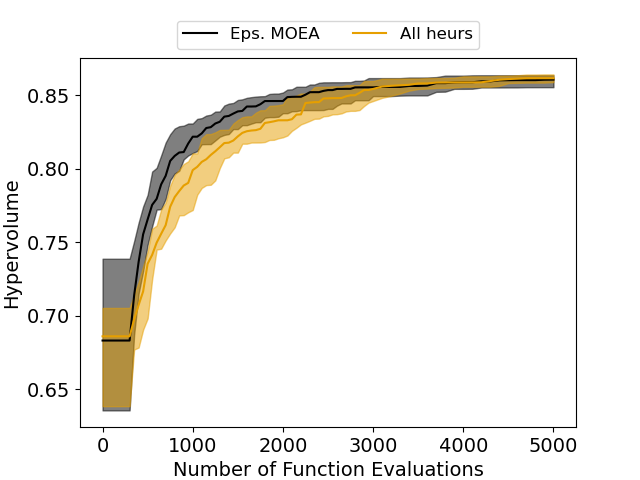 Eps. MOEA
All heurs
Hypervolume
0.85
0.80
0.75
0.70
0.65
0 1000 2000 3000 4000 5000
Number of Function Evaluations